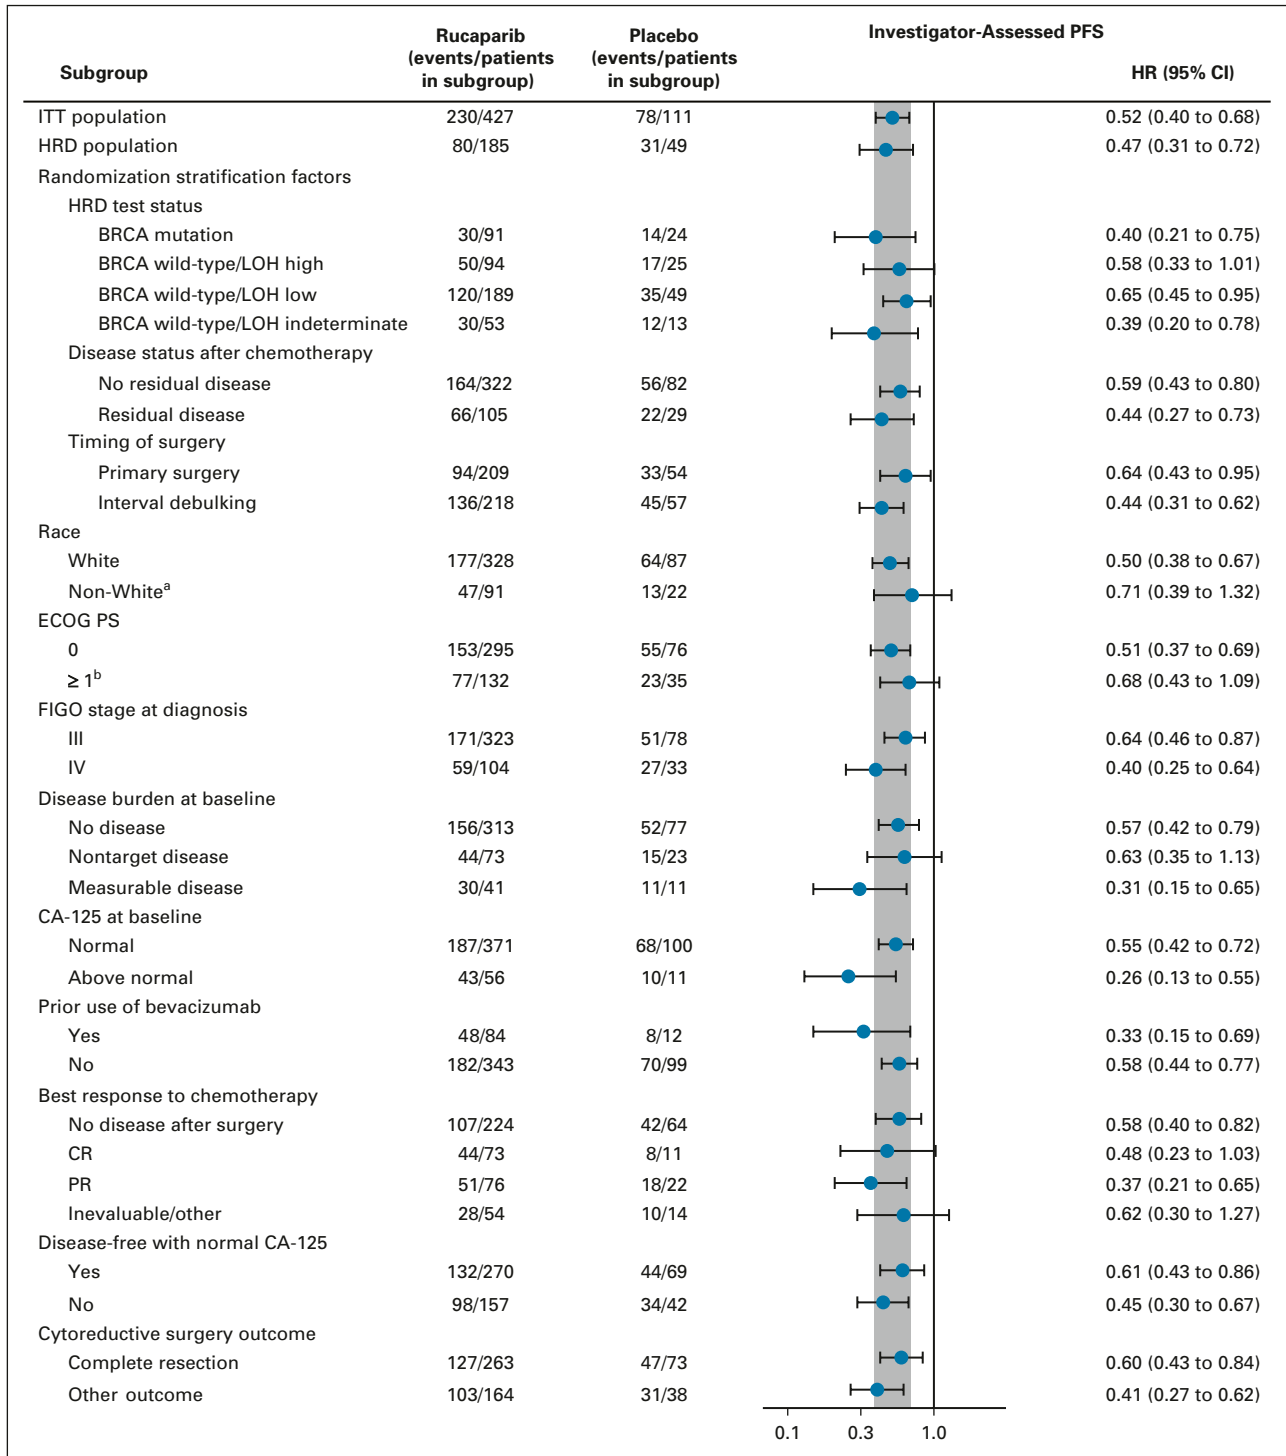 Subgroup
Rucaparib
(events/patients
in subgroup)
Placebo
(events/patients
in subgroup)
Investigator-Assessed PFS
HR (95% CI)
ITT population 230/427 78/111 0.52 (0.40 to 0.68)
HRD population 80/185 31/49 0.47 (0.31 to 0.72)
Randomization stratification factors
HRD test status
BRCA mutation 30/91 14/24 0.40 (0.21 to 0.75)
BRCA wild-type/LOH high 50/94 17/25 0.58 (0.33 to 1.01)
BRCA wild-type/LOH low 120/189 35/49 0.65 (0.45 to 0.95)
BRCA wild-type/LOH indeterminate 30/53 12/13 0.39 (0.20 to 0.78)
Disease status after chemotherapy
No residual disease 164/322 56/82 0.59 (0.43 to 0.80)
Residual disease 66/105 22/29 0.44 (0.27 to 0.73)
Timing of surgery
Primary surgery 94/209 33/54 0.64 (0.43 to 0.95)
Interval debulking 136/218 45/57 0.44 (0.31 to 0.62)
Race
White 177/328 64/87 0.50 (0.38 to 0.67)
Non-White<sup>a</sup> 47/91 13/22 0.71 (0.39 to 1.32)
ECOG PS
0 153/295 55/76 0.51 (0.37 to 0.69)
≥ 1<sup>b</sup> 77/132 23/35 0.68 (0.43 to 1.09)
FIGO stage at diagnosis
III 171/323 51/78 0.64 (0.46 to 0.87)
IV 59/104 27/33 0.40 (0.25 to 0.64)
Disease burden at baseline
No disease 156/313 52/77 0.57 (0.42 to 0.79)
Nontarget disease 44/73 15/23 0.63 (0.35 to 1.13)
Measurable disease 30/41 11/11 0.31 (0.15 to 0.65)
CA-125 at baseline
Normal 187/371 68/100 0.55 (0.42 to 0.72)
Above normal 43/56 10/11 0.26 (0.13 to 0.55)
Prior use of bevacizumab
Yes 48/84 8/12 0.33 (0.15 to 0.69)
No 182/343 70/99 0.58 (0.44 to 0.77)
Best response to chemotherapy
No disease after surgery 107/224 42/64 0.58 (0.40 to 0.82)
CR 44/73 8/11 0.48 (0.23 to 1.03)
PR 51/76 18/22 0.37 (0.21 to 0.65)
Inevaluable/other 28/54 10/14 0.62 (0.30 to 1.27)
Disease-free with normal CA-125
Yes 132/270 44/69 0.61 (0.43 to 0.86)
No 98/157 34/42 0.45 (0.30 to 0.67)
Cytoreductive surgery outcome
Complete resection 127/263 47/73 0.60 (0.43 to 0.84)
Other outcome 103/164 31/38 0.41 (0.27 to 0.62)
0.1 0.3 1.0